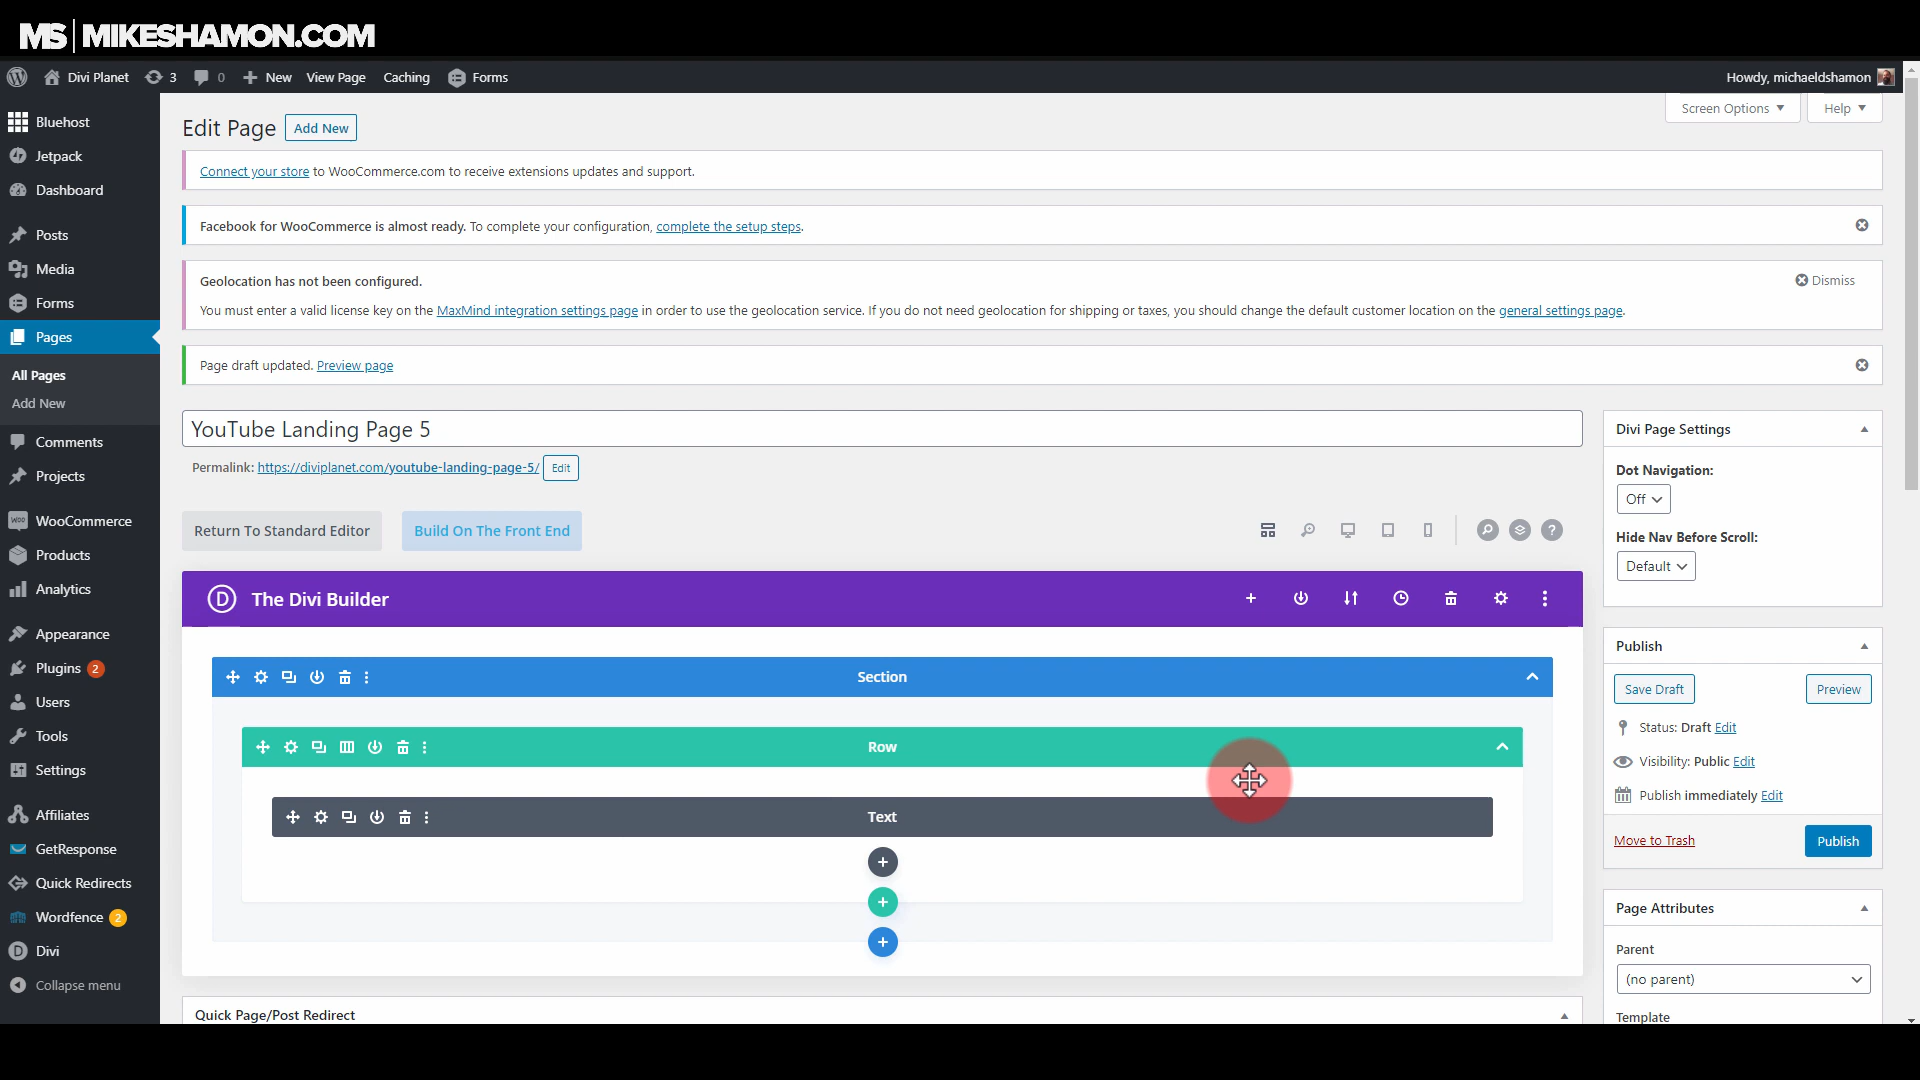 MS | MIKESHAMON.COM
Divi Planet 3 0 New View Page Caching Forms Howdy, michaeldshamon
Screen Options Help
Bluehost
Jetpack
Dashboard
Posts
Media
Forms
Pages
All Pages
Add New
Comments
Projects
WooCommerce
Products
Analytics
Appearance
Plugins 2
Users
Tools
Settings
Affiliates
GetResponse
Quick Redirects
Wordfence 2
Divi
Collapse menu
Edit Page Add New
Connect your store to WooCommerce.com to receive extensions updates and support.
Facebook for WooCommerce is almost ready. To complete your configuration, complete the setup steps.
Geolocation has not been configured. Dismiss
You must enter a valid license key on the MaxMind integration settings page in order to use the geolocation service. If you do not need geolocation for shipping or taxes, you should change the default customer location on the general settings page.
Page draft updated. Preview page
YouTube Landing Page 5
Permalink: https://diviplanet.com/youtube-landing-page-5/ Edit
Return To Standard Editor Build On The Front End
The Divi Builder
Section
Row
Text
Quick Page/Post Redirect
Divi Page Settings
Dot Navigation:
Off
Hide Nav Before Scroll:
Default
Publish
Save Draft Preview
Status: Draft Edit
Visibility: Public Edit
Publish immediately Edit
Move to Trash Publish
Page Attributes
Parent
(no parent)
Template